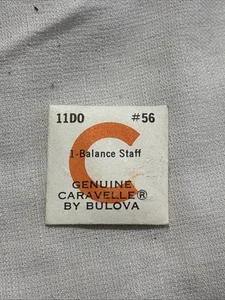 11DO #56
1-Balance Staff
GENUINE
CARAVELLE®
BY BULOVA